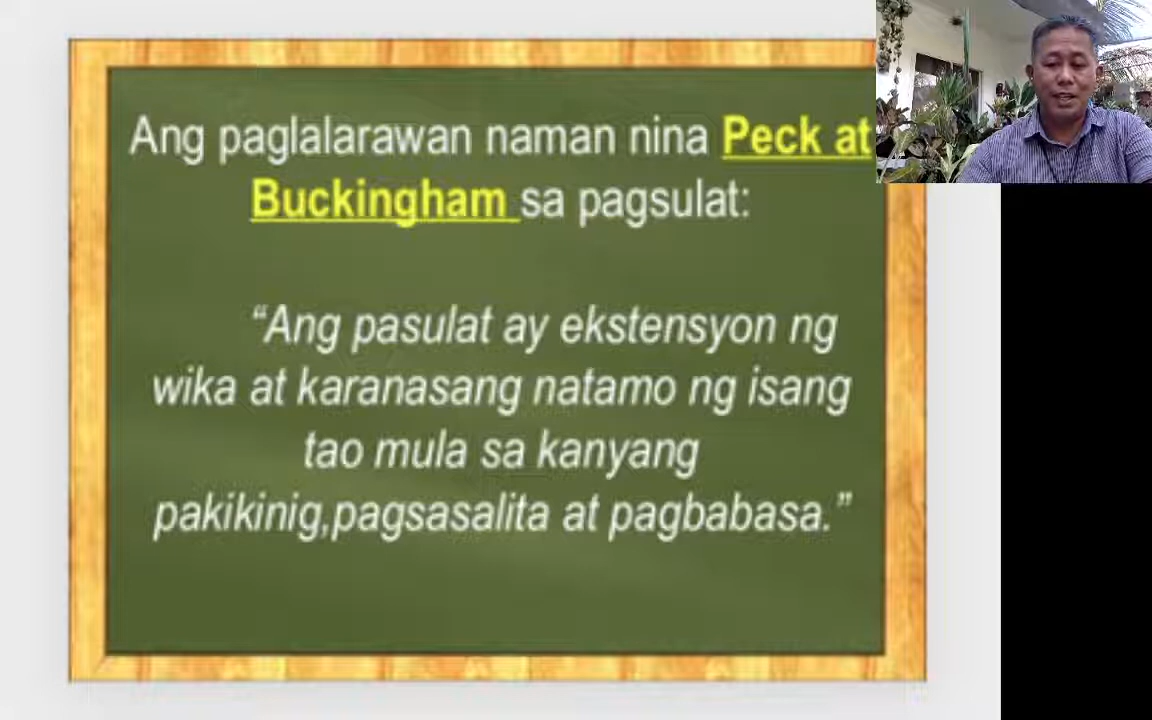 Ang paglalarawan naman nina Peck at
Buckingham sa pagsulat:
“Ang pasulat ay ekstensyon ng
wika at karanasang natamo ng isang
tao mula sa kanyang
pakikinig,pagsasalita at pagbabasa.”